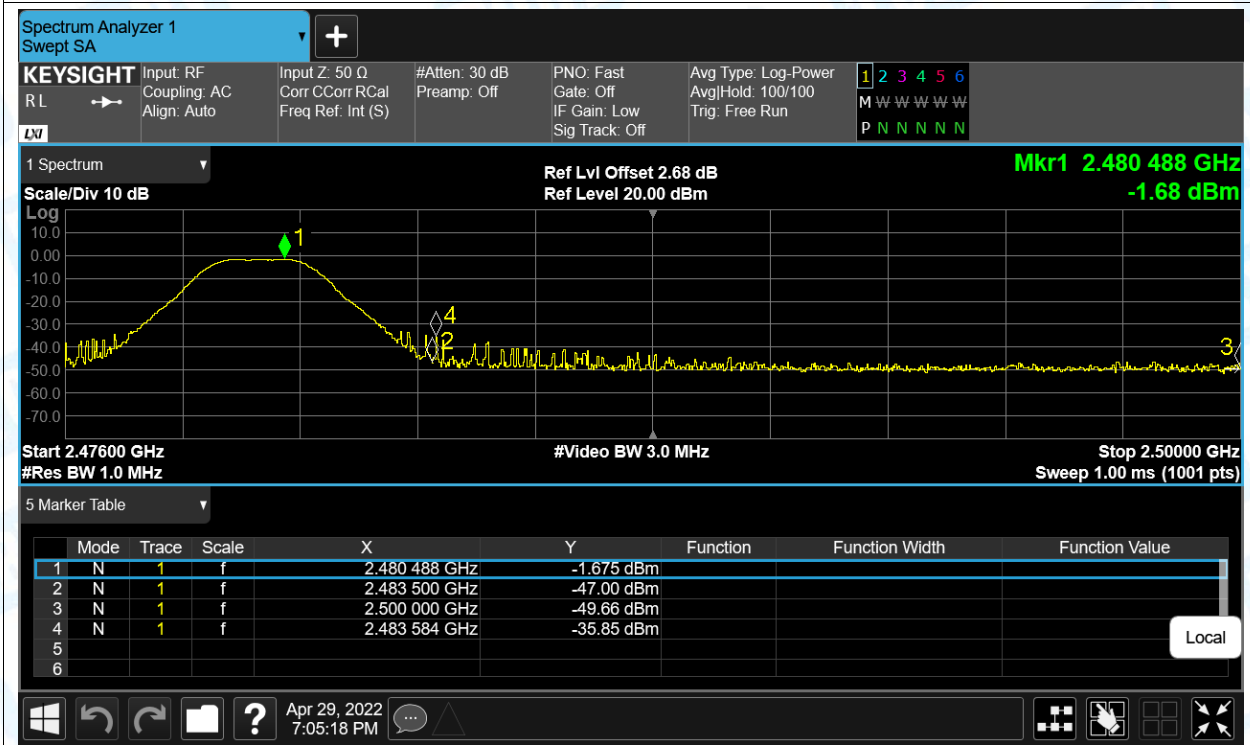 Spectrum Analyzer 1
Swept SA
+
KEYSIGHT
R L
LXI
Input: RF
Coupling: AC
Align: Auto
Input Z: 50 Ω
Corr CCorr RCal
Freq Ref: Int (S)
#Atten: 30 dB
Preamp: Off
PNO: Fast
Gate: Off
IF Gain: Low
Sig Track: Off
Avg Type: Log-Power
Avg|Hold: 100/100
Trig: Free Run
1 2 3 4 5 6
M W W W W W
P N N N N N
1 Spectrum
Scale/Div 10 dB
Ref Lvl Offset 2.68 dB
Ref Level 20.00 dBm
Mkr1 2.480 488 GHz
-1.68 dBm
Log
10.0
0.00
-10.0
-20.0
-30.0
-40.0
-50.0
-60.0
-70.0
1
4
2
3
Start 2.47600 GHz
#Res BW 1.0 MHz
#Video BW 3.0 MHz
Stop 2.50000 GHz
Sweep 1.00 ms (1001 pts)
5 Marker Table
Mode Trace Scale X Y Function Function Width Function Value
1 N 1 f 2.480 488 GHz -1.675 dBm
2 N 1 f 2.483 500 GHz -47.00 dBm
3 N 1 f 2.500 000 GHz -49.66 dBm
4 N 1 f 2.483 584 GHz -35.85 dBm
5
6
Local
?
Apr 29, 2022
7:05:18 PM